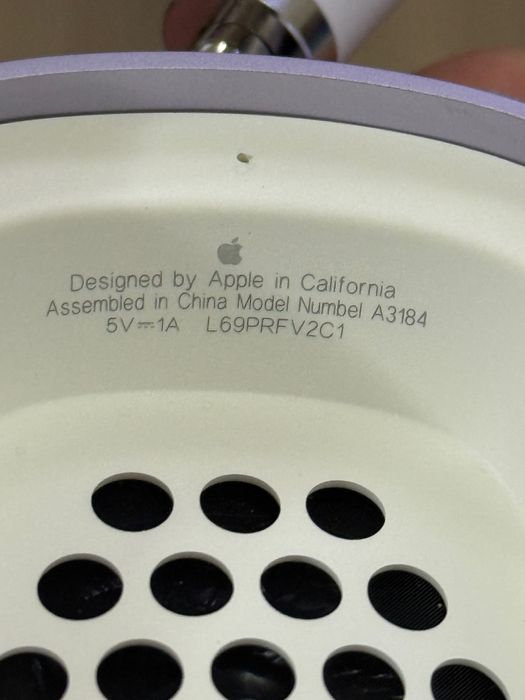 Designed by Apple in California
Assembled in China Model Numbel A3184
5V⎓1A L69PRFV2C1